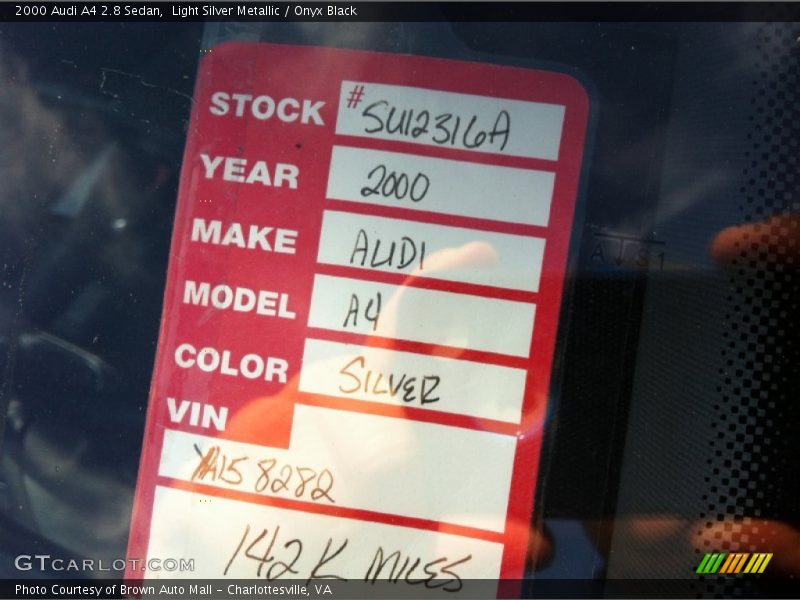 2000 Audi A4 2.8 Sedan, Light Silver Metallic / Onyx Black
STOCK # SU12316A
YEAR 2000
MAKE AUDI
MODEL A4
COLOR SILVER
VIN
YA158282
142K MILES
A↓S1
GTCARLOT.COM
Photo Courtesy of Brown Auto Mall – Charlottesville, VA